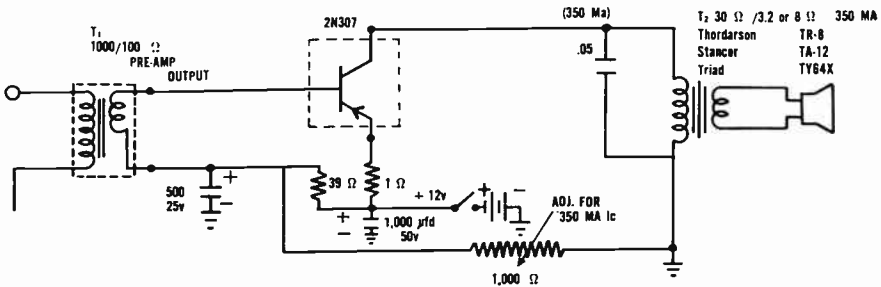 T₁
1000/100 Ω
PRE-AMP
OUTPUT
2N307
(350 Ma)
.05
T₂ 30 Ω /3.2 or 8 Ω 350 MA
Thordarson TR-8
Stancer TA-12
Triad TY64X
+
500
25v
-
39 Ω
1 Ω
+ 12v
+
-
+
-
1,000 µfd
50v
ADJ. FOR
350 MA Ic
1,000 Ω